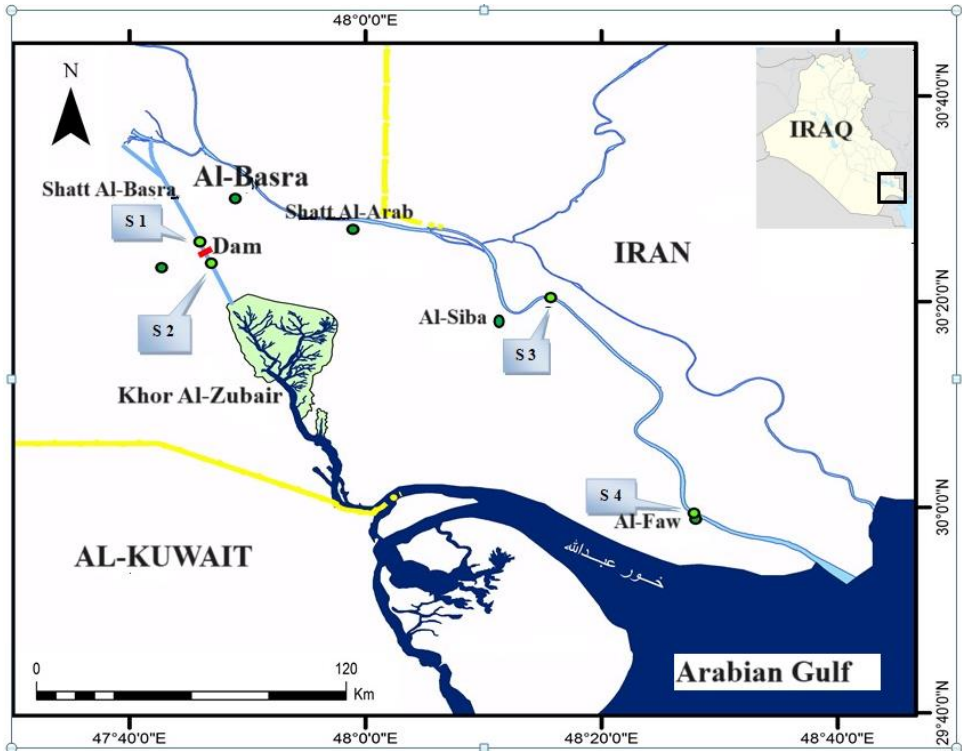 48°0'0"E
N
IRAQ
30°40'0"N
Al-Basra
Shatt Al-Basra
Shatt Al-Arab
S 1
Dam
IRAN
30°20'0"N
Al-Siba
S 2
S 3
Khor Al-Zubair
S 4
30°0'0"N
Al-Faw
AL-KUWAIT
خور عبدالله
0
120
Km
Arabian Gulf
29°40'0"N
47°40'0"E
48°0'0"E
48°20'0"E
48°40'0"E